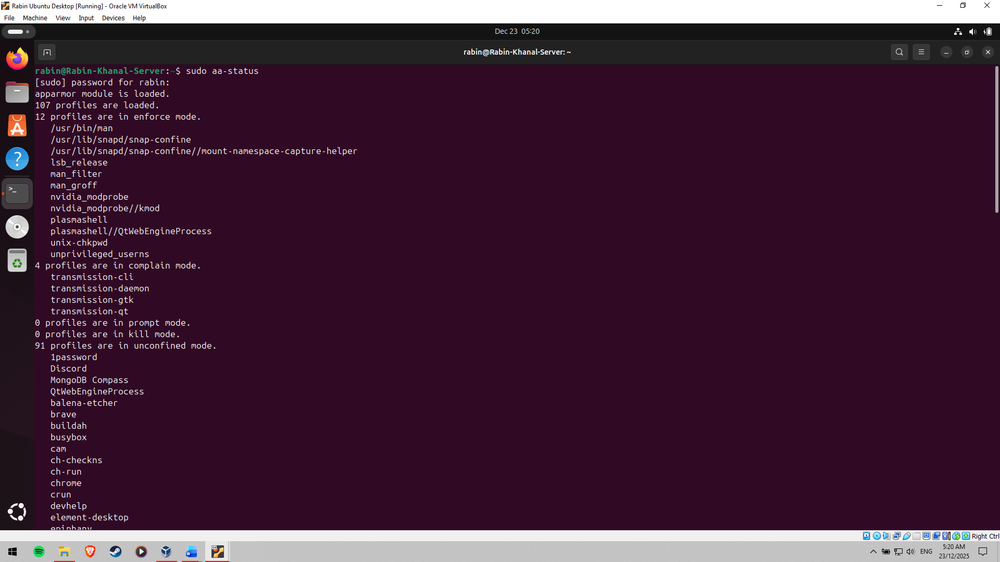 Rabin Ubuntu Desktop [Running] - Oracle VM VirtualBox
File Machine View Input Devices Help
Dec 23 05:20
rabin@Rabin-Khanal-Server: ~
rabin@Rabin-Khanal-Server:~$ sudo aa-status
[sudo] password for rabin:
apparmor module is loaded.
107 profiles are loaded.
12 profiles are in enforce mode.
/usr/bin/man
/usr/lib/snapd/snap-confine
/usr/lib/snapd/snap-confine//mount-namespace-capture-helper
lsb_release
man_filter
man_groff
nvidia_modprobe
nvidia_modprobe//kmod
plasmashell
plasmashell//QtWebEngineProcess
unix-chkpwd
unprivileged_userns
4 profiles are in complain mode.
transmission-cli
transmission-daemon
transmission-gtk
transmission-qt
0 profiles are in prompt mode.
0 profiles are in kill mode.
91 profiles are in unconfined mode.
1password
Discord
MongoDB Compass
QtWebEngineProcess
balena-etcher
brave
buildah
busybox
cam
ch-checkns
ch-run
chrome
crun
devhelp
element-desktop
epiphany
Right Ctrl
ENG
5:20 AM
23/12/2025